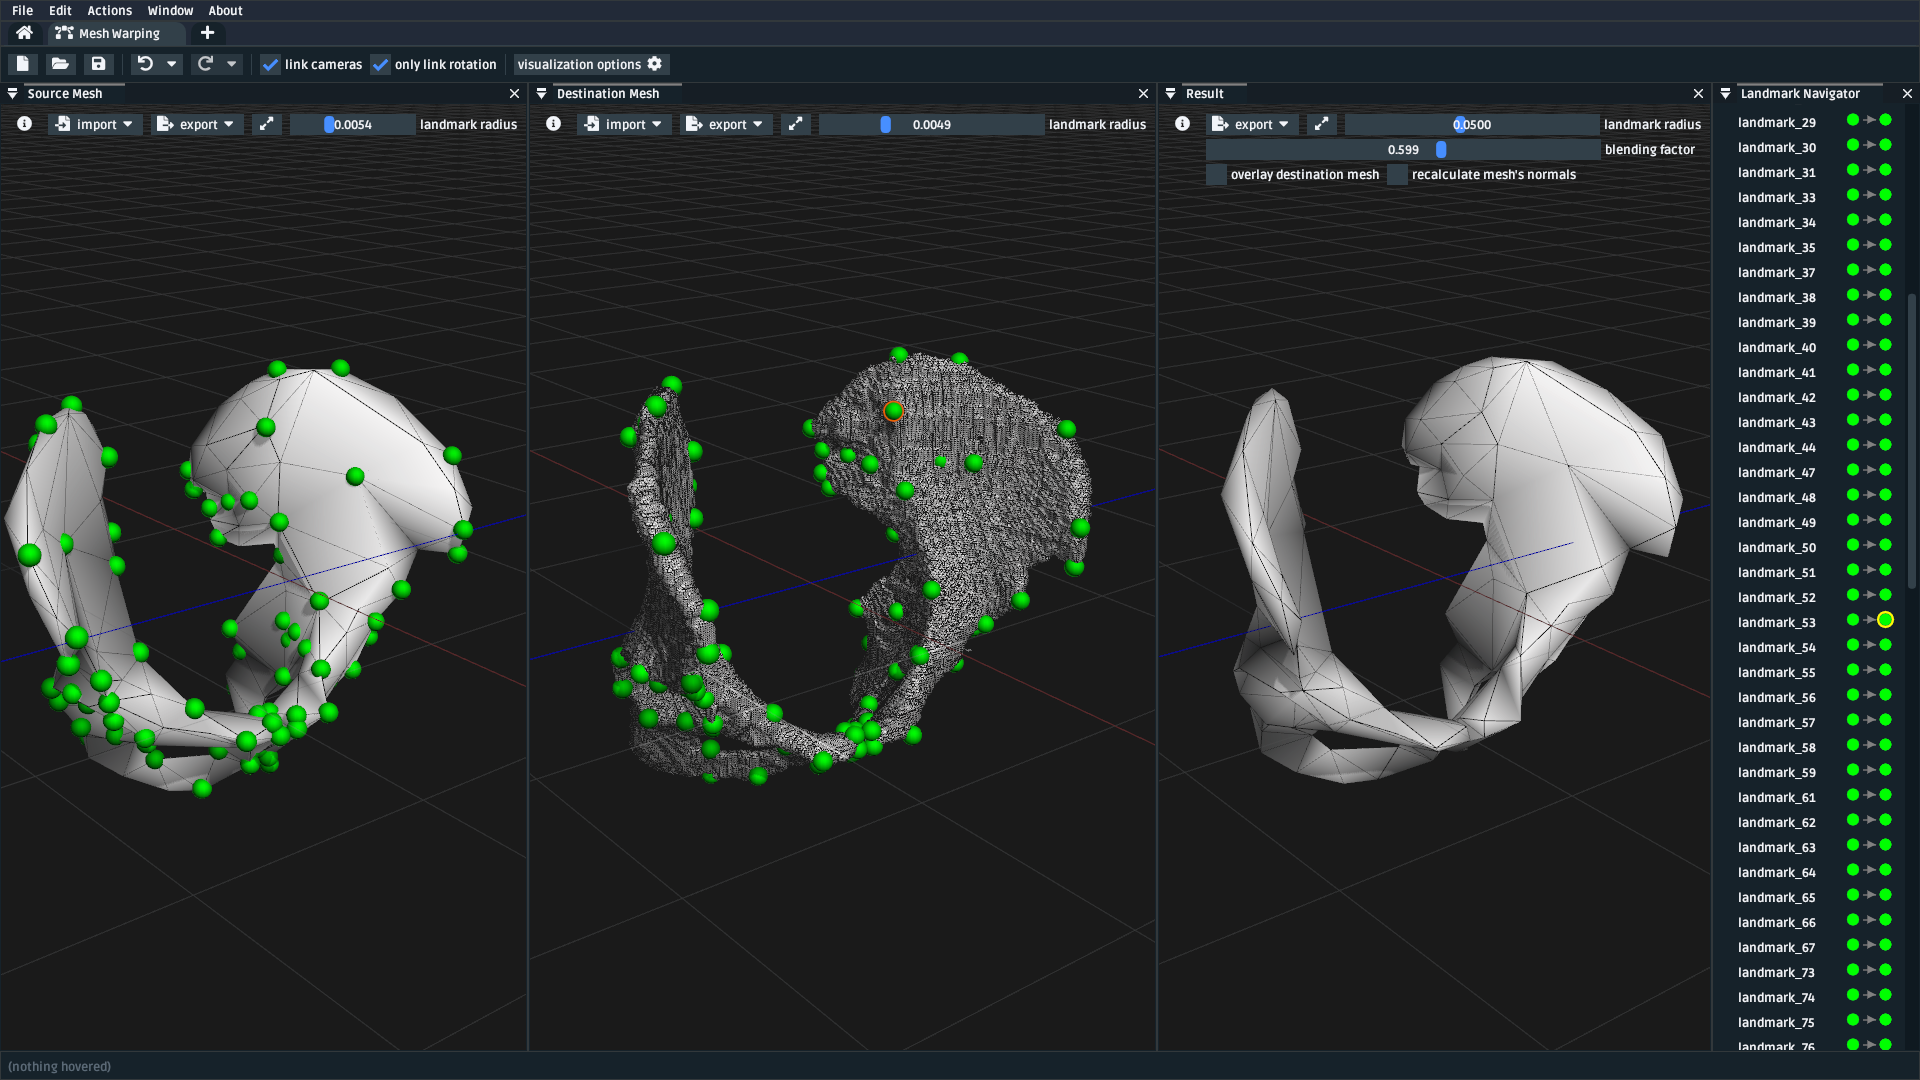 File Edit Actions Window About
Mesh Warping
link cameras only link rotation visualization options
Source Mesh
import export 0.0054 landmark radius
Destination Mesh
import export 0.0049 landmark radius
Result
export 0.0500 landmark radius
0.599 blending factor
overlay destination mesh recalculate mesh's normals
Landmark Navigator
landmark_29
landmark_30
landmark_31
landmark_33
landmark_34
landmark_35
landmark_37
landmark_38
landmark_39
landmark_40
landmark_41
landmark_42
landmark_43
landmark_44
landmark_47
landmark_48
landmark_49
landmark_50
landmark_51
landmark_52
landmark_53
landmark_54
landmark_55
landmark_56
landmark_57
landmark_58
landmark_59
landmark_61
landmark_62
landmark_63
landmark_64
landmark_65
landmark_66
landmark_67
landmark_73
landmark_74
landmark_75
landmark_76
(nothing hovered)